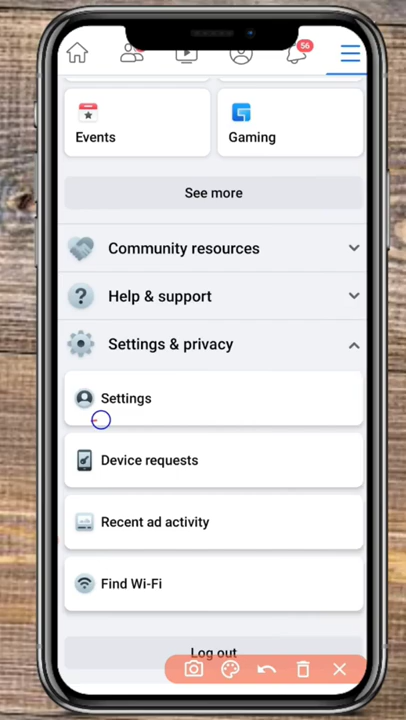 56
Events
Gaming
See more
Community resources
Help & support
Settings & privacy
Settings
Device requests
Recent ad activity
Find Wi-Fi
Log out